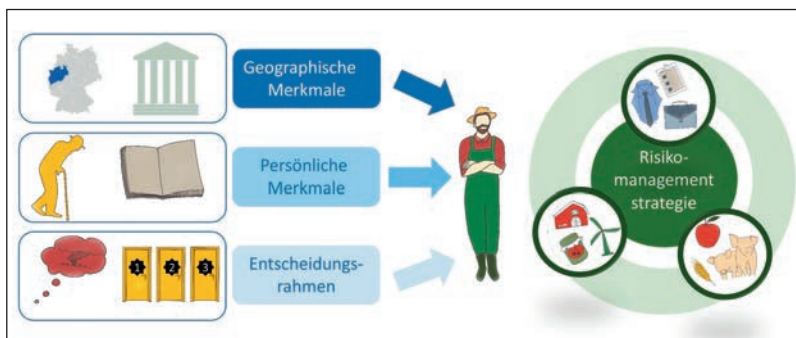 Geographische
Merkmale
Persönliche
Merkmale
1 2 3
Entscheidungs-
rahmen
Risiko-
management
strategie